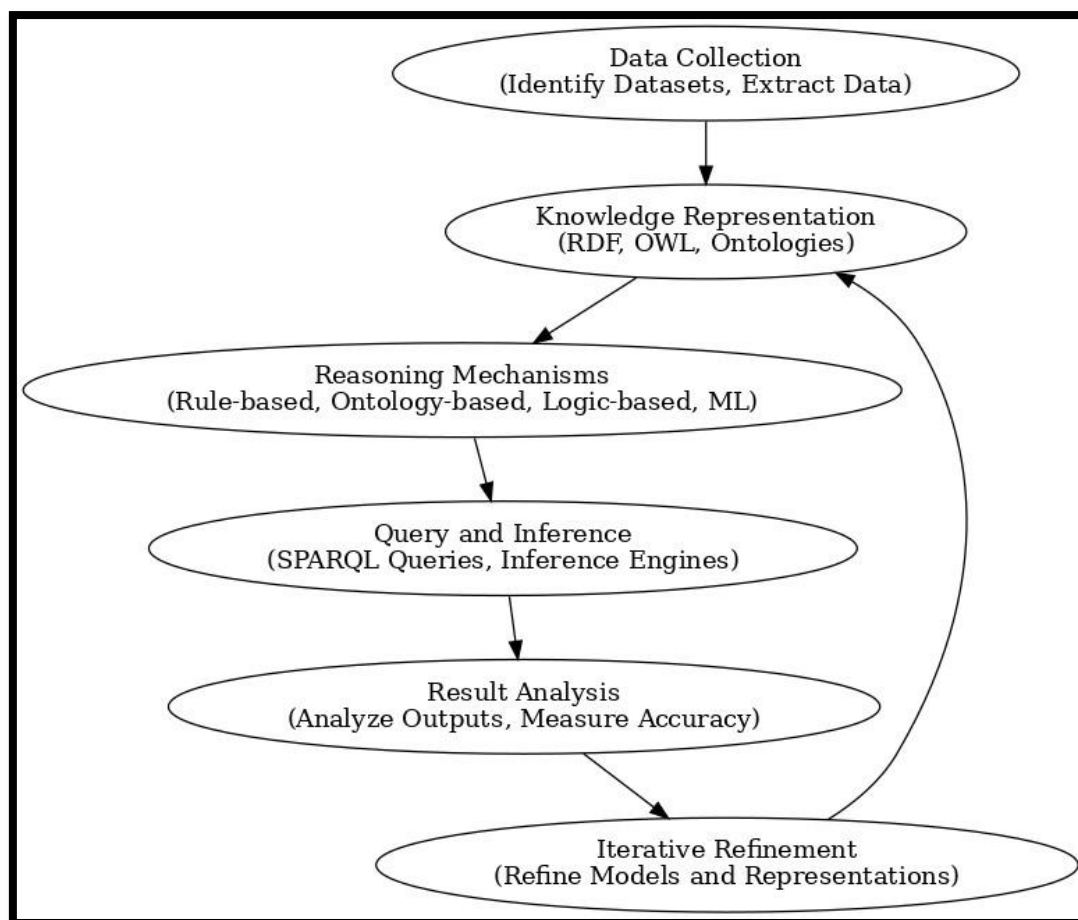 Data Collection
(Identify Datasets, Extract Data)
Knowledge Representation
(RDF, OWL, Ontologies)
Reasoning Mechanisms
(Rule-based, Ontology-based, Logic-based, ML)
Query and Inference
(SPARQL Queries, Inference Engines)
Result Analysis
(Analyze Outputs, Measure Accuracy)
Iterative Refinement
(Refine Models and Representations)